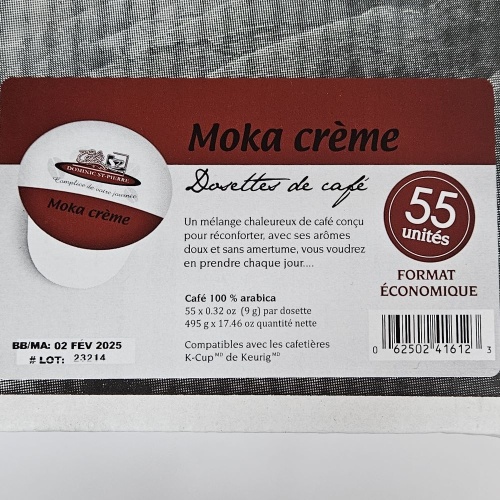 Moka crème
Dosettes de café
DOMINIC ST-PIERRE
Complice de votre journée
Moka crème
Un mélange chaleureux de café conçu
pour réconforter, avec ses arômes
doux et sans amertume, vous voudrez
en prendre chaque jour....
55
unités
FORMAT
ÉCONOMIQUE
Café 100 % arabica
55 x 0.32 oz (9 g) par dosette
495 g x 17.46 oz quantité nette
Compatibles avec les cafetières
K-Cup MD de Keurig MD
BB/MA: 02 FEV 2025
# LOT: 23214
0 62502 41612 3